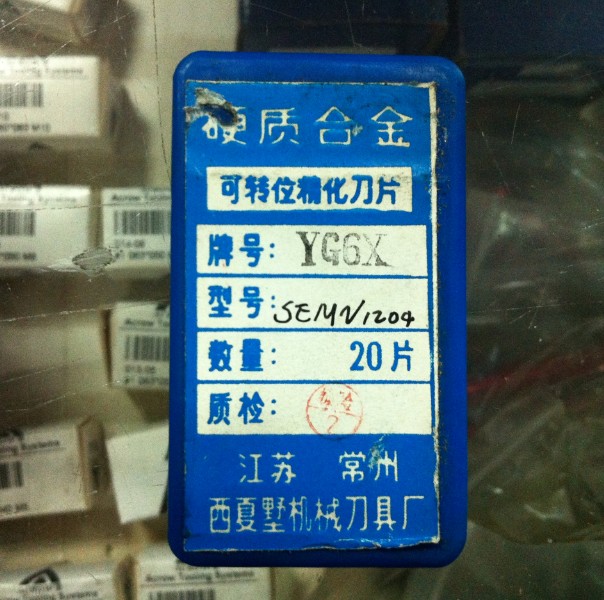 硬质合金
可转位精化刀片
牌号: YG6X
型号: SEMN1204
数量: 20片
质检:
江苏 常州
西夏墅机械刀具厂